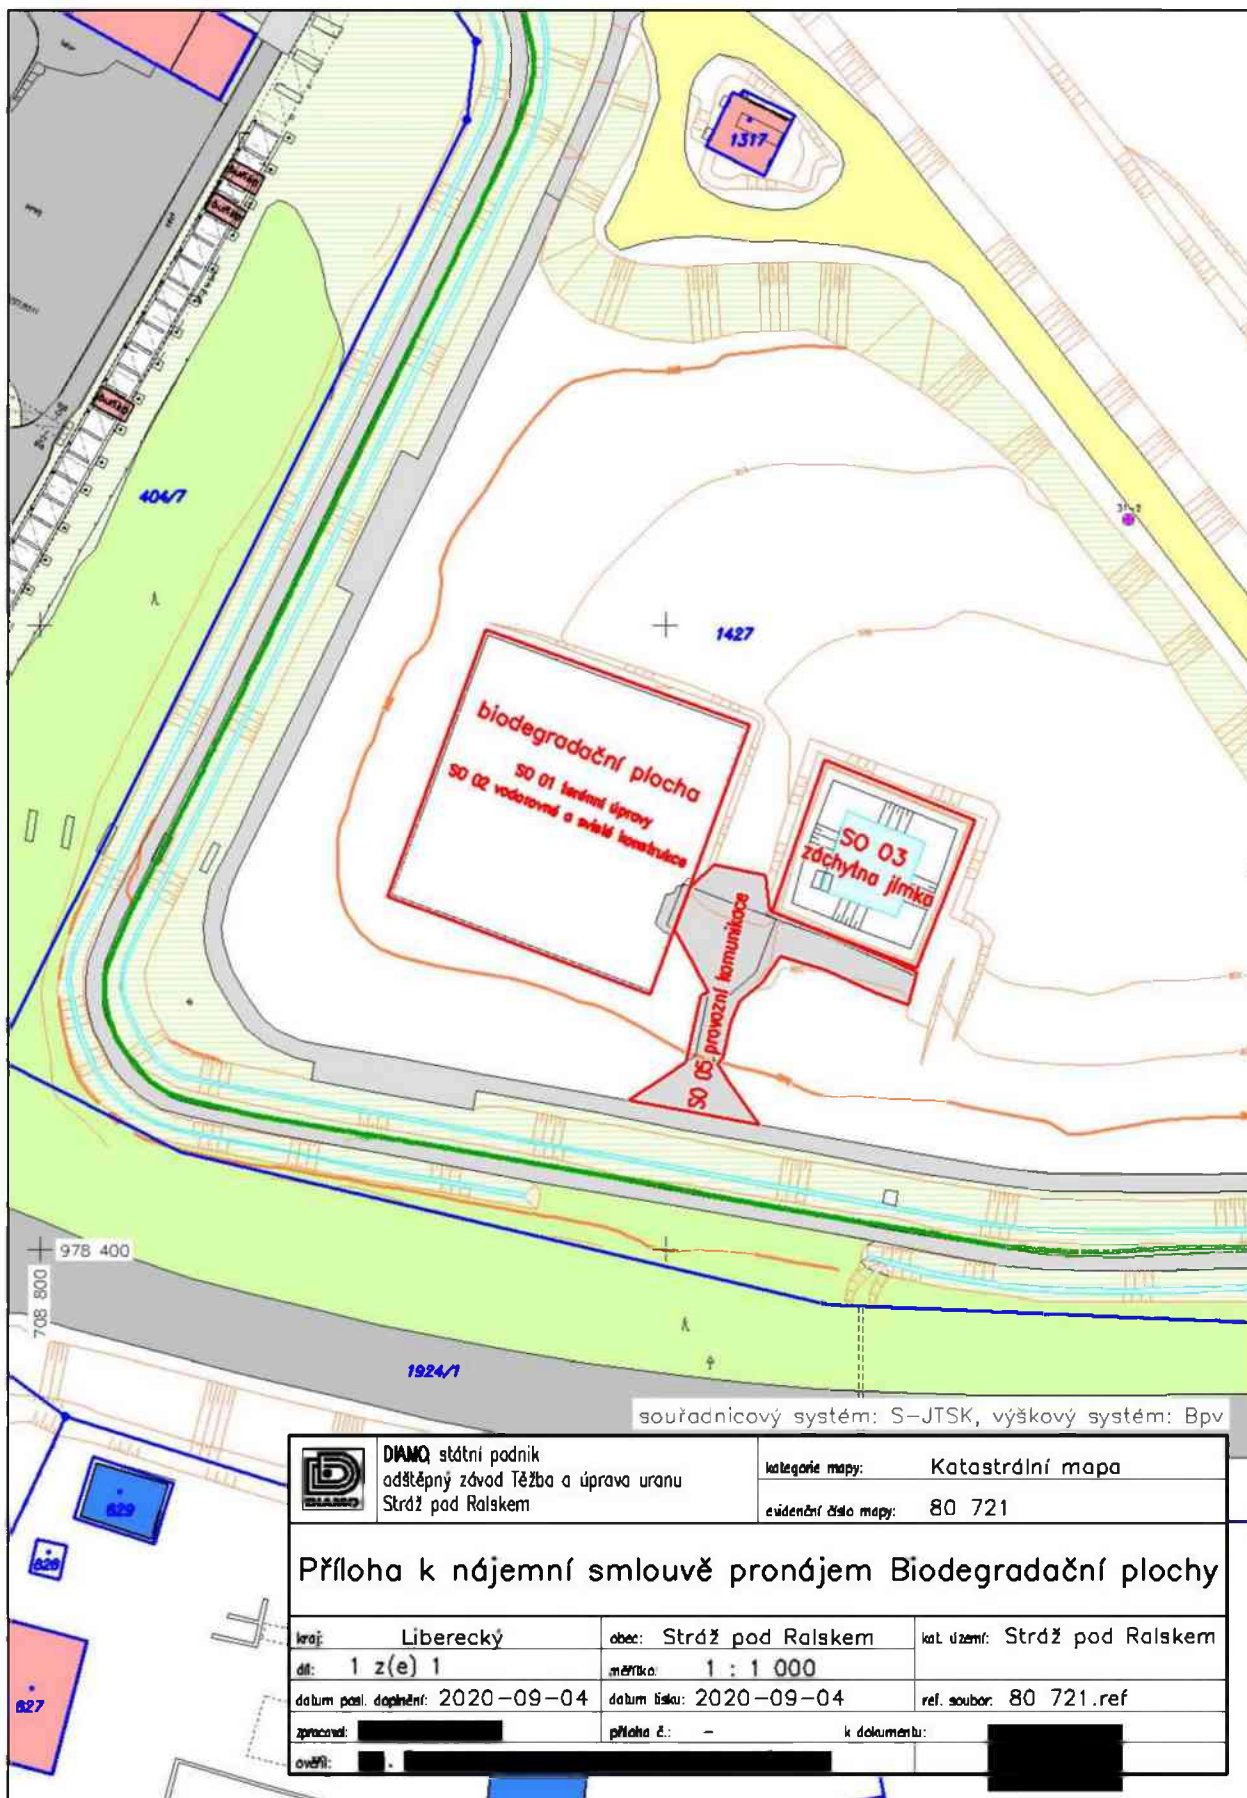 1317
404/7
31-2
1427
biodegradační plocha
SO 01 terénní úpravy
SO 02 vodorovné a svislé konstrukce
SO 03
záchytna jímka
SO 05 provozní komunikace
978 400
708 800
1924/1
souřadnicový systém: S-JTSK, výškový systém: Bpv
DIAMO, státní podnik
odštěpný závod Těžba a úprava uranu
Stráž pod Ralskem
DIAMO
kategorie mapy: Katastrální mapa
evidenční číslo mapy: 80 721
Příloha k nájemní smlouvě pronájem Biodegradační plochy
kraj: Liberecký obec: Stráž pod Ralskem kat. území: Stráž pod Ralskem
díl: 1 z(e) 1 měřítko: 1 : 1 000
datum posl. doplnění: 2020-09-04 datum tisku: 2020-09-04 ref. soubor: 80 721.ref
zpracoval: příloha č.: - k dokumentu:
ověřil:
629
628
627